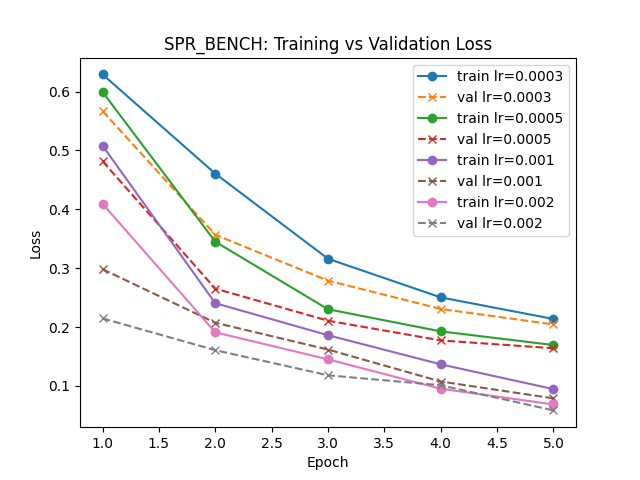 SPR_BENCH: Training vs Validation Loss
train lr=0.0003
val lr=0.0003
train lr=0.0005
val lr=0.0005
train lr=0.001
val lr=0.001
train lr=0.002
val lr=0.002
Loss
0.6
0.5
0.4
0.3
0.2
0.1
1.0 1.5 2.0 2.5 3.0 3.5 4.0 4.5 5.0
Epoch